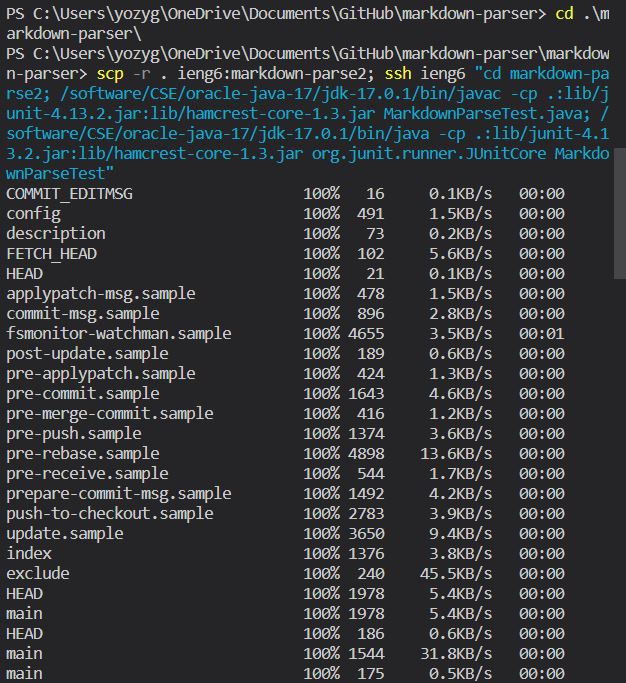 PS C:\Users\yozyg\OneDrive\Documents\GitHub\markdown-parser> cd .\m
arkdown-parser\
PS C:\Users\yozyg\OneDrive\Documents\GitHub\markdown-parser\markdow
n-parser> scp -r . ieng6:markdown-parse2; ssh ieng6 "cd markdown-pa
rse2; /software/CSE/oracle-java-17/jdk-17.0.1/bin/javac -cp .:lib/j
unit-4.13.2.jar:lib/hamcrest-core-1.3.jar MarkdownParseTest.java; /
software/CSE/oracle-java-17/jdk-17.0.1/bin/java -cp .:lib/junit-4.1
3.2.jar:lib/hamcrest-core-1.3.jar org.junit.runner.JUnitCore Markdo
wnParseTest"
COMMIT_EDITMSG 100% 16 0.1KB/s 00:00
config 100% 491 1.5KB/s 00:00
description 100% 73 0.2KB/s 00:00
FETCH_HEAD 100% 102 5.6KB/s 00:00
HEAD 100% 21 0.1KB/s 00:00
applypatch-msg.sample 100% 478 1.5KB/s 00:00
commit-msg.sample 100% 896 2.8KB/s 00:00
fsmonitor-watchman.sample 100% 4655 3.5KB/s 00:01
post-update.sample 100% 189 0.6KB/s 00:00
pre-applypatch.sample 100% 424 1.3KB/s 00:00
pre-commit.sample 100% 1643 4.6KB/s 00:00
pre-merge-commit.sample 100% 416 1.2KB/s 00:00
pre-push.sample 100% 1374 3.6KB/s 00:00
pre-rebase.sample 100% 4898 13.6KB/s 00:00
pre-receive.sample 100% 544 1.7KB/s 00:00
prepare-commit-msg.sample 100% 1492 4.2KB/s 00:00
push-to-checkout.sample 100% 2783 3.9KB/s 00:00
update.sample 100% 3650 9.4KB/s 00:00
index 100% 1376 3.8KB/s 00:00
exclude 100% 240 45.5KB/s 00:00
HEAD 100% 1978 5.4KB/s 00:00
main 100% 1978 5.4KB/s 00:00
HEAD 100% 186 0.6KB/s 00:00
main 100% 1544 31.8KB/s 00:00
main 100% 175 0.5KB/s 00:00